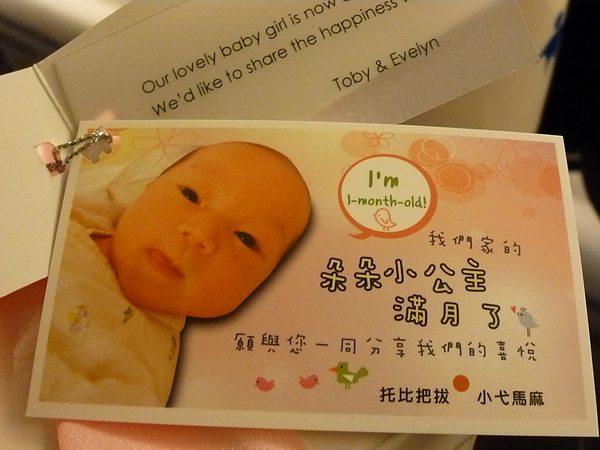 Our lovely baby girl is now
We'd like to share the happiness
Toby & Evelyn
I'm
1-month-old!
我們家的
朵朵小公主
滿月了
願與您一同分享我們的喜悅
托比把拔 小弋馬麻